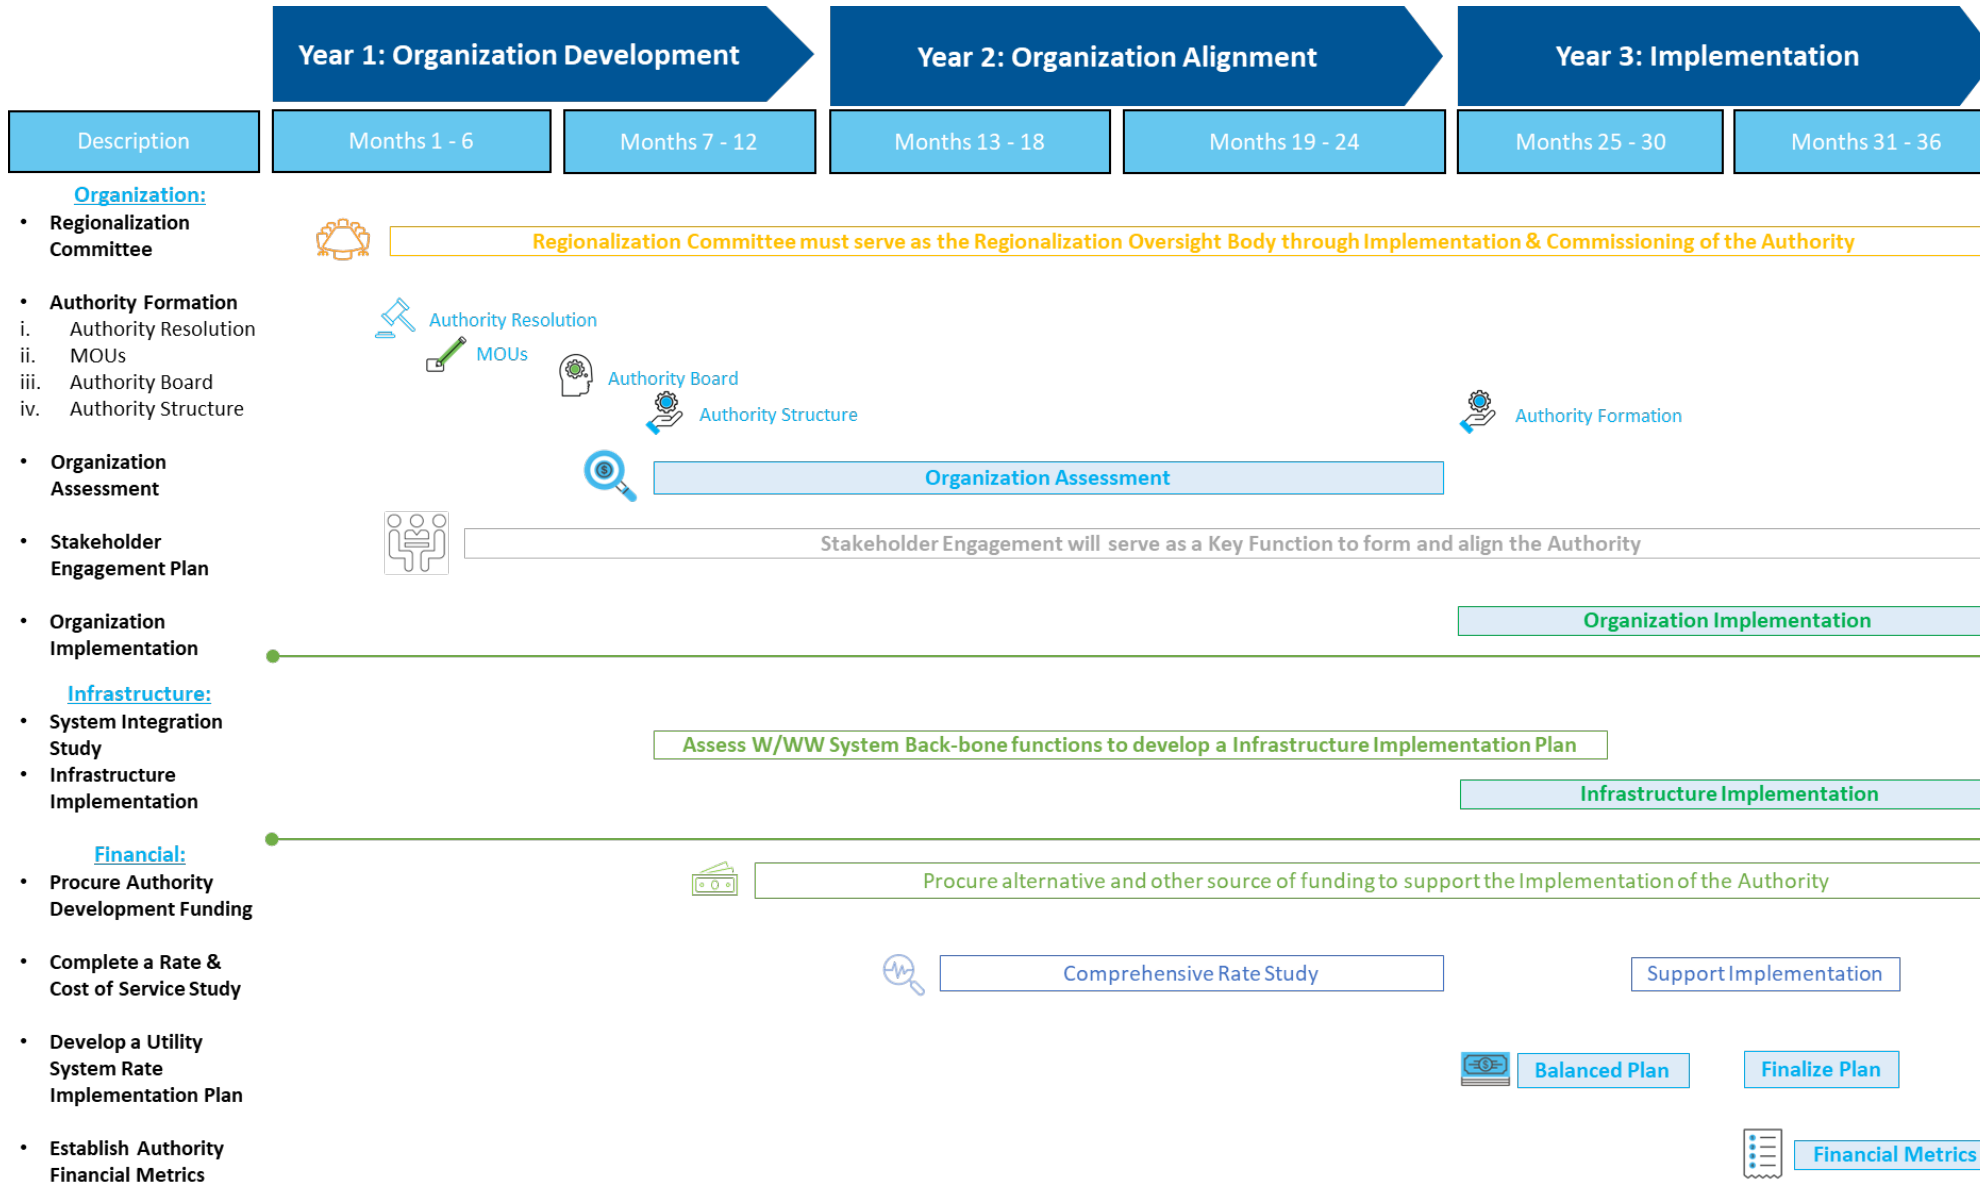 Year 1: Organization Development
Year 2: Organization Alignment
Year 3: Implementation
Description
Months 1 - 6
Months 7 - 12
Months 13 - 18
Months 19 - 24
Months 25 - 30
Months 31 - 36
Organization:
• Regionalization
Committee
Regionalization Committee must serve as the Regionalization Oversight Body through Implementation & Commissioning of the Authority
• Authority Formation
i. Authority Resolution
ii. MOUs
iii. Authority Board
iv. Authority Structure
Authority Resolution
MOUs
Authority Board
Authority Structure
Authority Formation
• Organization
Assessment
Organization Assessment
• Stakeholder
Engagement Plan
Stakeholder Engagement will serve as a Key Function to form and align the Authority
• Organization
Implementation
Organization Implementation
Infrastructure:
• System Integration
Study
Assess W/WW System Back-bone functions to develop a Infrastructure Implementation Plan
• Infrastructure
Implementation
Infrastructure Implementation
Financial:
• Procure Authority
Development Funding
Procure alternative and other source of funding to support the Implementation of the Authority
• Complete a Rate &
Cost of Service Study
Comprehensive Rate Study
Support Implementation
• Develop a Utility
System Rate
Implementation Plan
Balanced Plan
Finalize Plan
• Establish Authority
Financial Metrics
Financial Metrics